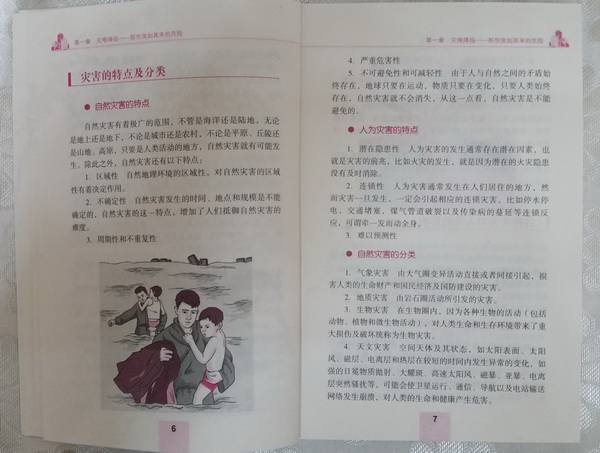 第一章 灾难降临——那些突如其来的危险
灾害的特点及分类
● 自然灾害的特点
自然灾害有着极广的范围，不管是海洋还是陆地，无论
是地上还是地下，不论是城市还是农村，不论是平原、丘陵还
是山地、高原，只要是人类活动的地方，自然灾害就有可能发
生。除此之外，自然灾害还有以下特点：
1. 区域性 自然地理环境的区域性，对自然灾害的区域
性有着决定作用。
2. 不确定性 自然灾害发生的时间、地点和规模是不能
确定的，自然灾害的这一特点，增加了人们抵御自然灾害的
难度。
3. 周期性和不重复性
6
第一章 灾难降临——那些突如其来的危险
4. 严重危害性
5. 不可避免性和可减轻性 由于人与自然之间的矛盾始
终存在，地球只要在运动，物质只要在变化，只要人类始
终存在，自然灾害就不会消失，从这一点看，自然灾害是不能
避免的。
● 人为灾害的特点
1. 潜在隐患性 人为灾害的发生通常存在潜在因素，也
就是灾害的前兆，比如火灾的发生，就是因为潜在的火灾隐患
没有及时消除。
2. 连锁性 人为灾害通常发生在人们居住的地方，然
而灾害一旦发生，一定会引起相应的连锁灾害，比如停水停
电，交通堵塞，煤气管道破裂以及传染病的蔓延等连锁反
应，可谓牵一发而动全身。
3. 难以预测性
● 自然灾害的分类
1. 气象灾害 由大气圈变异活动直接或者间接引起，损
害人类的生命财产和国民经济及国防建设的灾害。
2. 地质灾害 由岩石圈活动所引发的灾害。
3. 生物灾害 在生物圈内，因为各种生物的活动（包括
动物、植物和微生物活动），对人类生命和生存环境带来了重
大损伤及破坏统称为生物灾害。
4. 天文灾害 空间天体及其状态，如太阳表面、太阳
风、磁层、电离层和热层在较短的时间内发生异常的变化，如
强的日冕物质抛射、大耀斑、高速太阳风、磁暴、亚暴、电离
层突然骚扰等，可能会使卫星运行、通信、导航以及电站输送
网络发生崩溃，对人类的生命和健康产生危害。
7